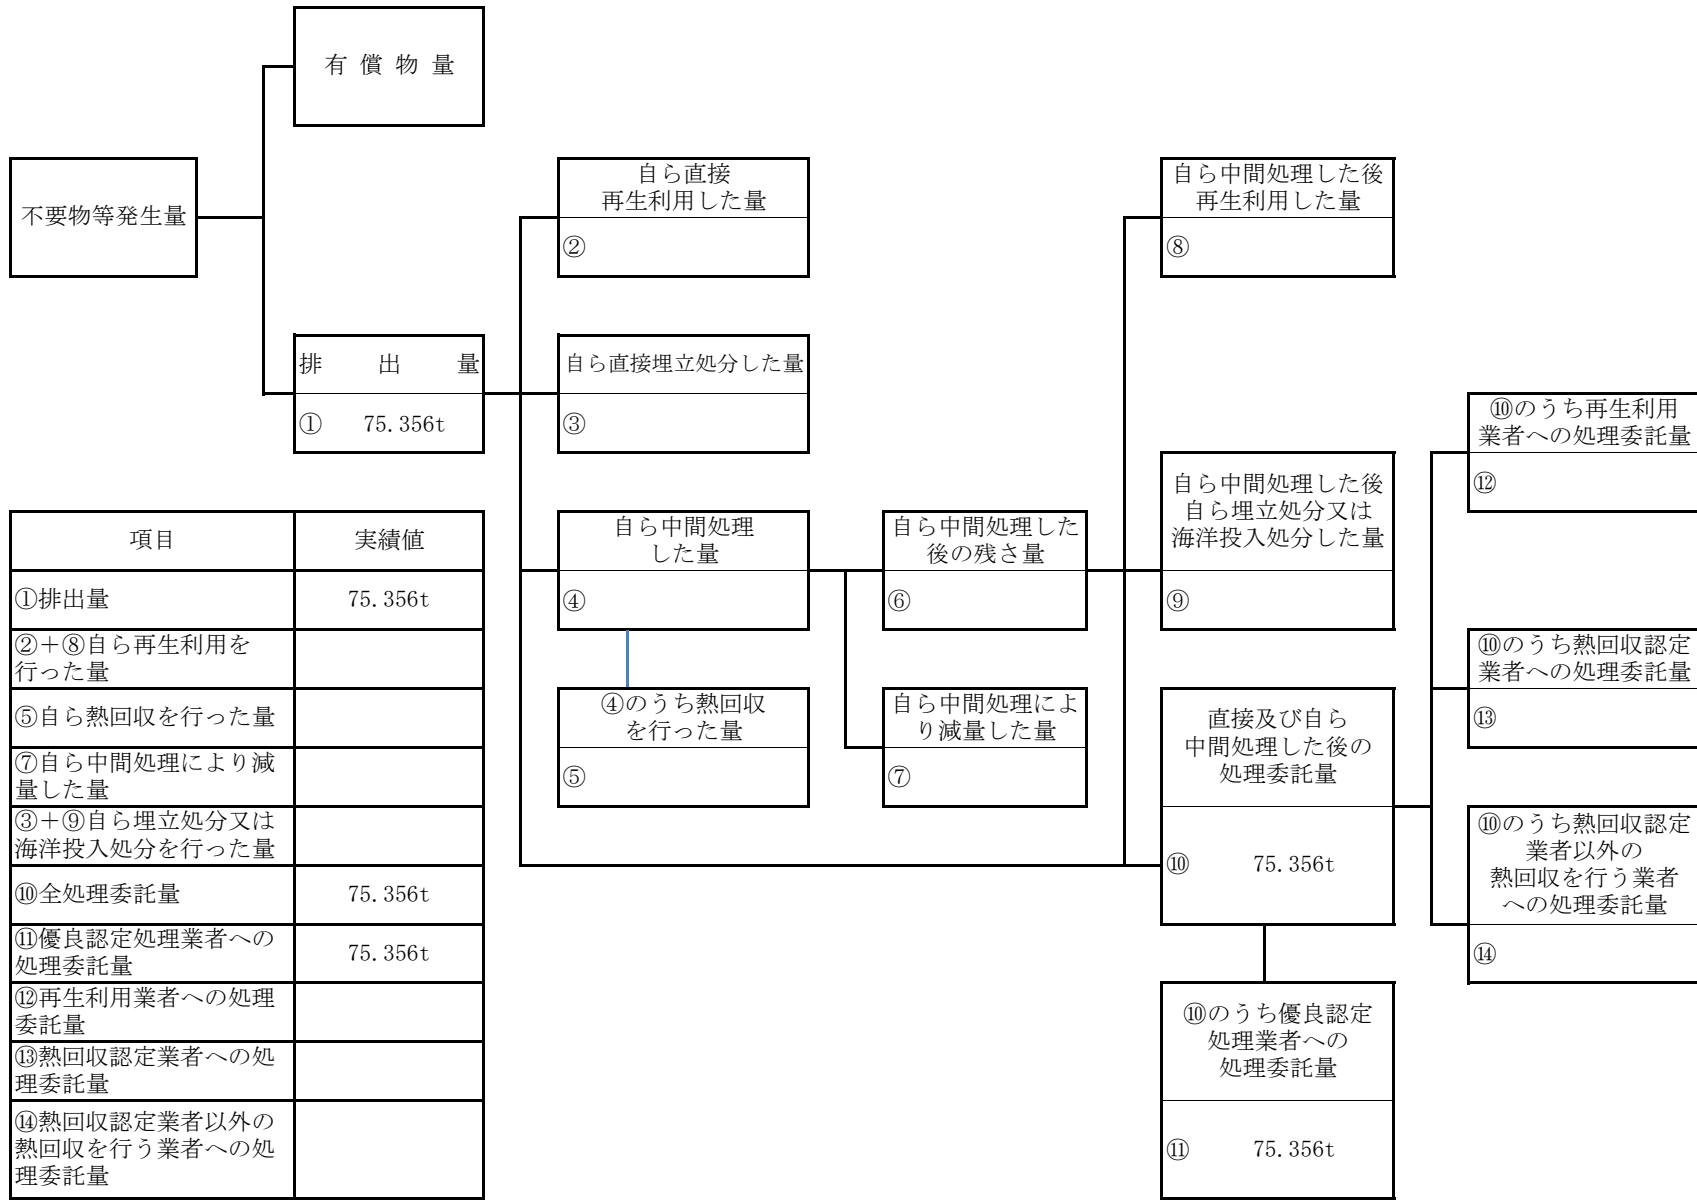 有 償 物 量
不要物等発生量
自ら直接
再生利用した量
②
自ら中間処理した後
再生利用した量
⑧
排 出 量
① 75.356t
自ら直接埋立処分した量
③
⑩のうち再生利用
業者への処理委託量
⑫
自ら中間処理した後
自ら埋立処分又は
海洋投入処分した量
⑨
自ら中間処理
した量
④
自ら中間処理した
後の残さ量
⑥
⑩のうち熱回収認定
業者への処理委託量
⑬
④のうち熱回収
を行った量
⑤
自ら中間処理によ
り減量した量
⑦
直接及び自ら
中間処理した後の
処理委託量
⑩ 75.356t
⑩のうち熱回収認定
業者以外の
熱回収を行う業者
への処理委託量
⑭
⑩のうち優良認定
処理業者への
処理委託量
⑪ 75.356t
項目 実績値
①排出量 75.356t
②+⑧自ら再生利用を
行った量
⑤自ら熱回収を行った量
⑦自ら中間処理により減
量した量
③+⑨自ら埋立処分又は
海洋投入処分を行った量
⑩全処理委託量 75.356t
⑪優良認定処理業者への
処理委託量 75.356t
⑫再生利用業者への処理
委託量
⑬熱回収認定業者への処
理委託量
⑭熱回収認定業者以外の
熱回収を行う業者への処
理委託量